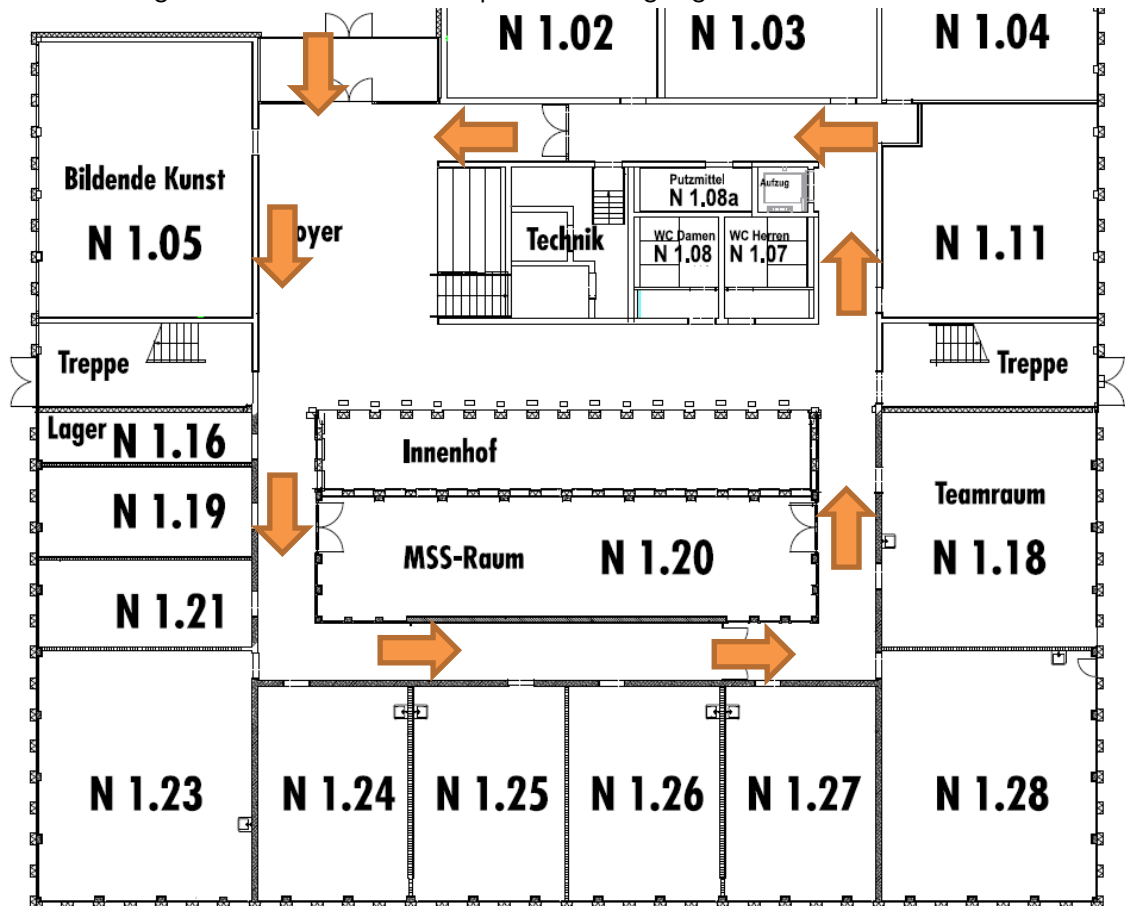 N 1.02
N 1.03
N 1.04
Bildende Kunst
N 1.05
oyer
Technik
Putzmittel
N 1.08a
Aufzug
WC Damen
N 1.08
WC Herren
N 1.07
N 1.11
Treppe
Treppe
Lager N 1.16
Innenhof
N 1.19
Teamraum
N 1.18
MSS-Raum N 1.20
N 1.21
N 1.23
N 1.24
N 1.25
N 1.26
N 1.27
N 1.28